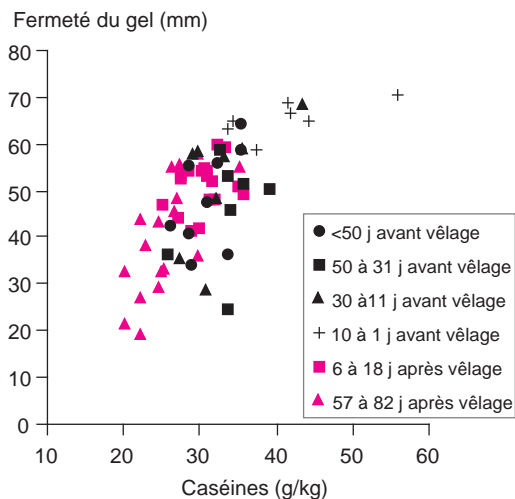 Fermeté du gel (mm)
80
70
60
50
40
30
20
10
0
<50 j avant vêlage
50 à 31 j avant vêlage
30 à11 j avant vêlage
10 à 1 j avant vêlage
6 à 18 j après vêlage
57 à 82 j après vêlage
10 20 30 40 50 60
Caséines (g/kg)